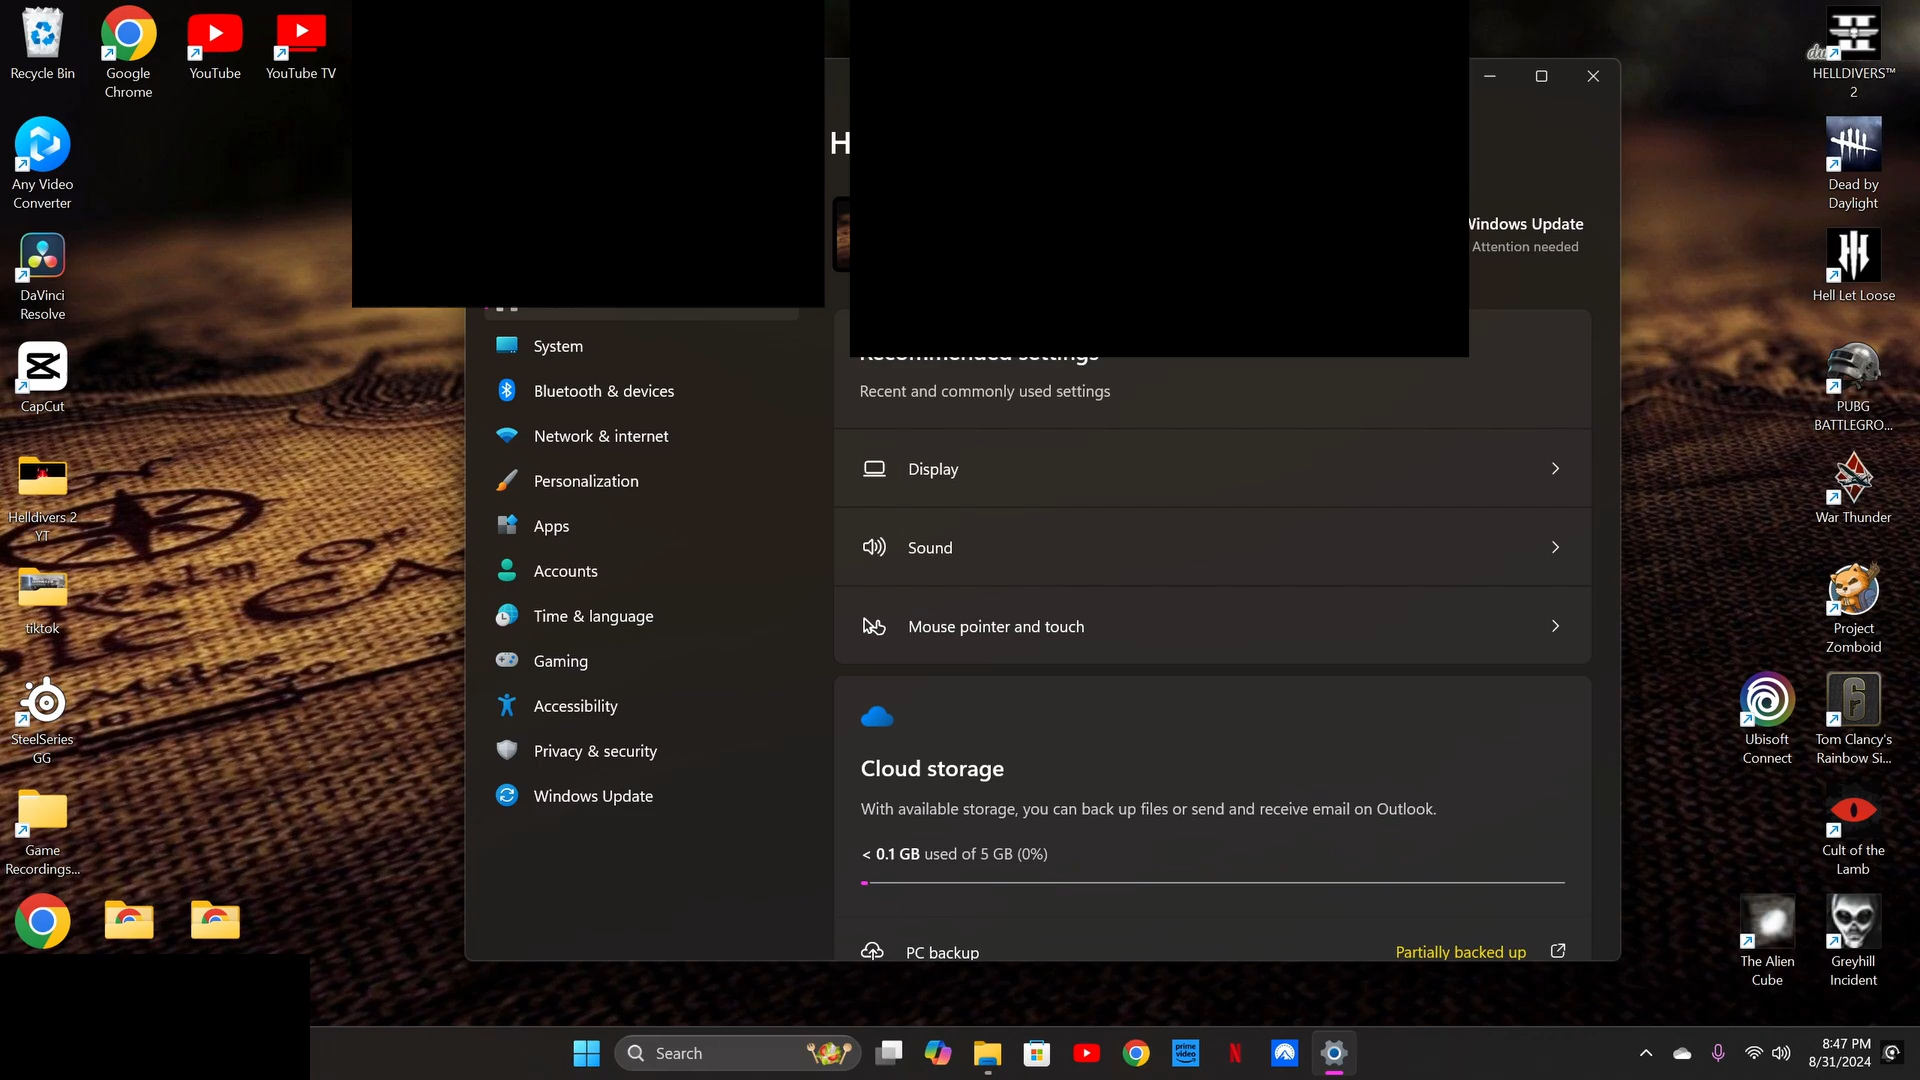 Recycle Bin
Google
Chrome
YouTube
YouTube TV
Any Video
Converter
DaVinci
Resolve
CapCut
Helldivers 2
YT
tiktok
SteelSeries
GG
Game
Recordings...
H
Windows Update
Attention needed
System
Bluetooth & devices
Network & internet
Personalization
Apps
Accounts
Time & language
Gaming
Accessibility
Privacy & security
Windows Update
Recommended settings
Recent and commonly used settings
Display
Sound
Mouse pointer and touch
Cloud storage
With available storage, you can back up files or send and receive email on Outlook.
< 0.1 GB used of 5 GB (0%)
PC backup
Partially backed up
HELLDIVERS™
2
Dead by
Daylight
Hell Let Loose
PUBG
BATTLEGRO...
War Thunder
Project
Zomboid
Ubisoft
Connect
Tom Clancy's
Rainbow Si...
Cult of the
Lamb
The Alien
Cube
Greyhill
Incident
Search
prime
video
N
8:47 PM
8/31/2024